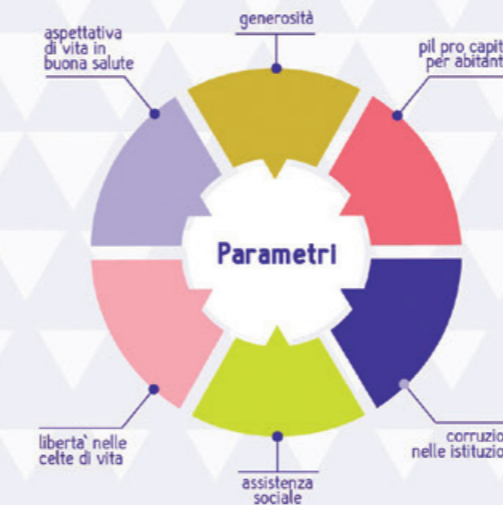 generosità
aspettativa
di vita in
buona salute
pil pro capit
per abitant
Parametri
libertà nelle
celte di vita
corruzio
nelle istituzio
assistenza
sociale